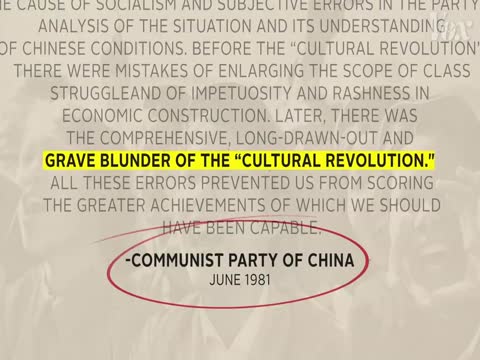 THE CAUSE OF SOCIALISM AND SUBJECTIVE ERRORS IN THE PARTY
ANALYSIS OF THE SITUATION AND ITS UNDERSTANDING
OF CHINESE CONDITIONS. BEFORE THE “CULTURAL REVOLUTION”
THERE WERE MISTAKES OF ENLARGING THE SCOPE OF CLASS
STRUGGLEAND OF IMPETUOSITY AND RASHNESS IN
ECONOMIC CONSTRUCTION. LATER, THERE WAS
THE COMPREHENSIVE, LONG-DRAWN-OUT AND
GRAVE BLUNDER OF THE “CULTURAL REVOLUTION."
ALL THESE ERRORS PREVENTED US FROM SCORING
THE GREATER ACHIEVEMENTS OF WHICH WE SHOULD
HAVE BEEN CAPABLE.
-COMMUNIST PARTY OF CHINA
JUNE 1981
Vox